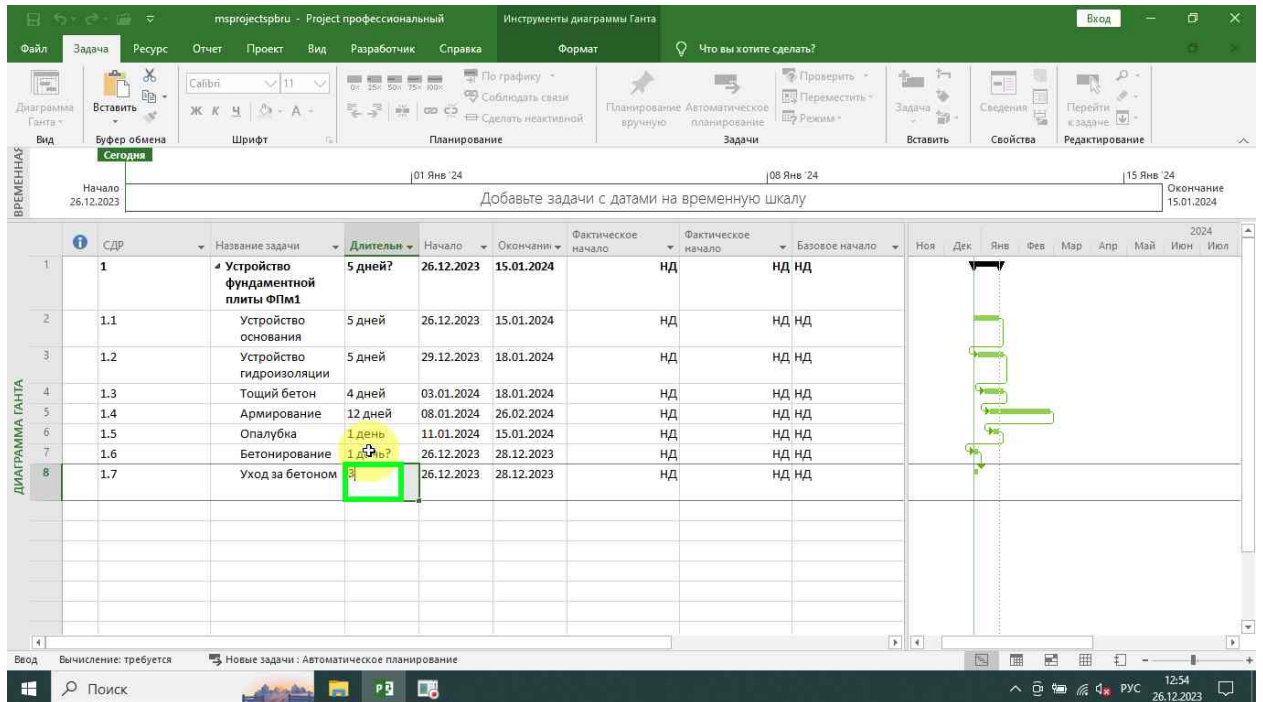 msprojectspbru - Project профессиональный
Инструменты диаграммы Ганта
Вход
Файл Задача Ресурс Отчет Проект Вид Разработчик Справка Формат Что вы хотите сделать?
Диаграмма Ганта
Вид
Вставить
Буфер обмена
Calibri 11
Ж К Ч А
Шрифт
0% 25% 50% 75% 100%
По графику
Соблюдать связи
Сделать неактивной
Планирование
Планирование вручную
Автоматическое планирование
Проверить
Переместить
Режим
Задачи
Задача
Вставить
Сведения
Свойства
Перейти к задаче
Редактирование
ВРЕМЕННАЯ
Сегодня
Начало
26.12.2023
01 Янв '24
08 Янв '24
15 Янв '24
Добавьте задачи с датами на временную шкалу
Окончание
15.01.2024
ДИАГРАММА ГАНТА
СДР Название задачи Длительн Начало Окончани Фактическое начало Фактическое начало Базовое начало
2024
Ноя Дек Янв Фев Мар Апр Май Июн Июл
1 1 Устройство фундаментной плиты ФПм1 5 дней? 26.12.2023 15.01.2024 НД НД НД
2 1.1 Устройство основания 5 дней 26.12.2023 15.01.2024 НД НД НД
3 1.2 Устройство гидроизоляции 5 дней 29.12.2023 18.01.2024 НД НД НД
4 1.3 Тощий бетон 4 дней 03.01.2024 18.01.2024 НД НД НД
5 1.4 Армирование 12 дней 08.01.2024 26.02.2024 НД НД НД
6 1.5 Опалубка 1 день 11.01.2024 15.01.2024 НД НД НД
7 1.6 Бетонирование 1 день? 26.12.2023 28.12.2023 НД НД НД
8 1.7 Уход за бетоном 3 26.12.2023 28.12.2023 НД НД НД
Ввод Вычисление: требуется Новые задачи : Автоматическое планирование
Поиск
РУС
12:54
26.12.2023